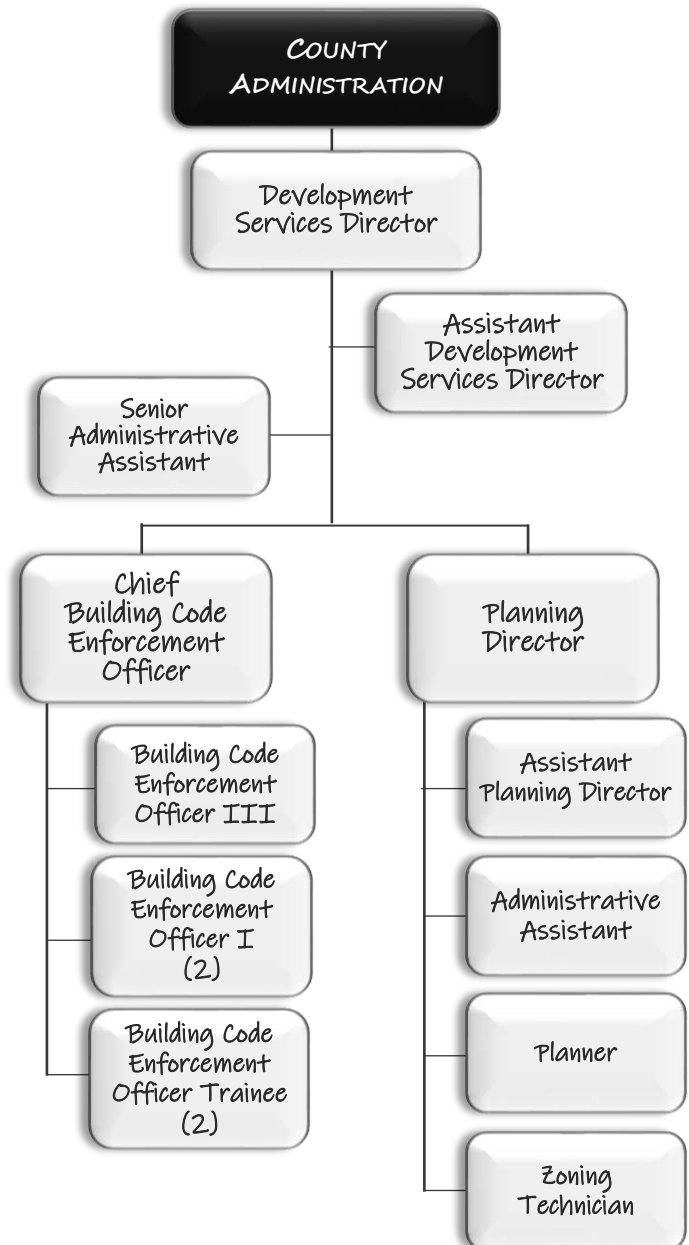 COUNTY
ADMINISTRATION
Development
Services Director
Assistant
Development
Services Director
Senior
Administrative
Assistant
Chief
Building Code
Enforcement
Officer
Planning
Director
Building Code
Enforcement
Officer III
Assistant
Planning Director
Building Code
Enforcement
Officer I
(2)
Administrative
Assistant
Building Code
Enforcement
Officer Trainee
(2)
Planner
Zoning
Technician